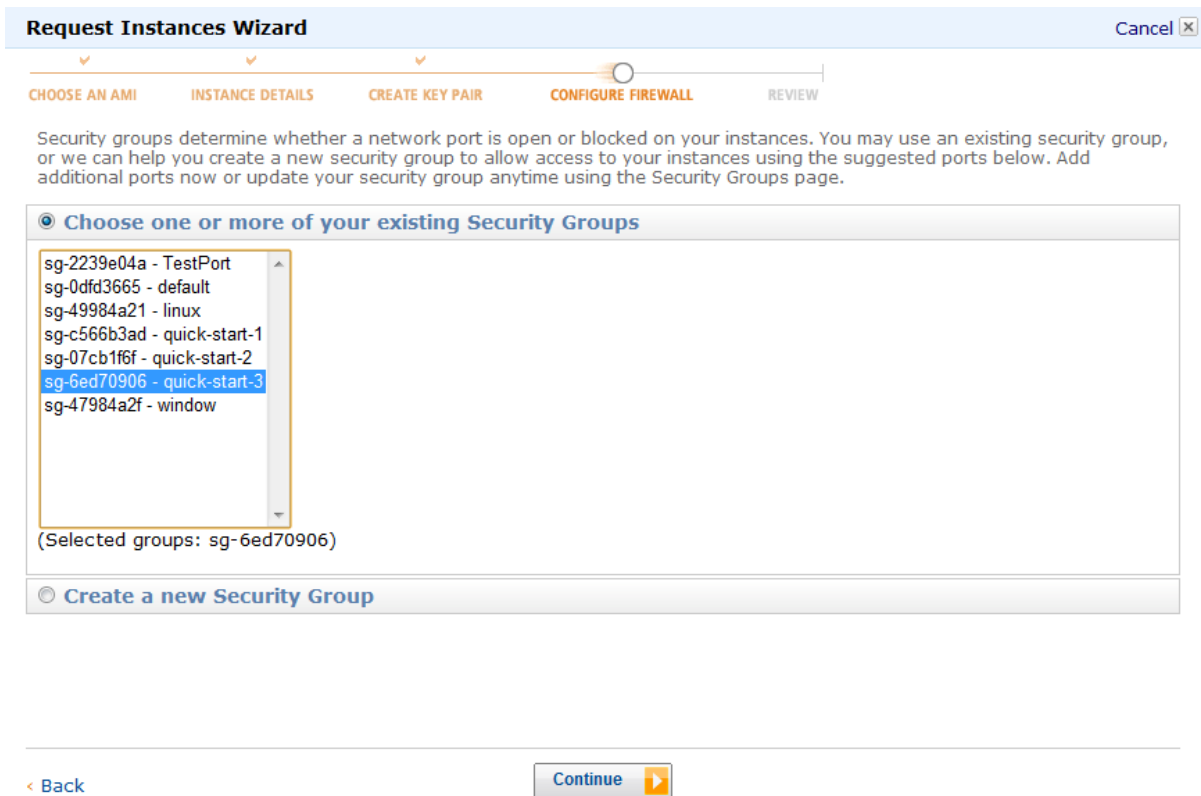 Request Instances Wizard
Cancel
CHOOSE AN AMI INSTANCE DETAILS CREATE KEY PAIR CONFIGURE FIREWALL REVIEW
Security groups determine whether a network port is open or blocked on your instances. You may use an existing security group,
or we can help you create a new security group to allow access to your instances using the suggested ports below. Add
additional ports now or update your security group anytime using the Security Groups page.
Choose one or more of your existing Security Groups
sg-2239e04a - TestPort
sg-0dfd3665 - default
sg-49984a21 - linux
sg-c566b3ad - quick-start-1
sg-07cb1f6f - quick-start-2
sg-6ed70906 - quick-start-3
sg-47984a2f - window
(Selected groups: sg-6ed70906)
Create a new Security Group
< Back
Continue